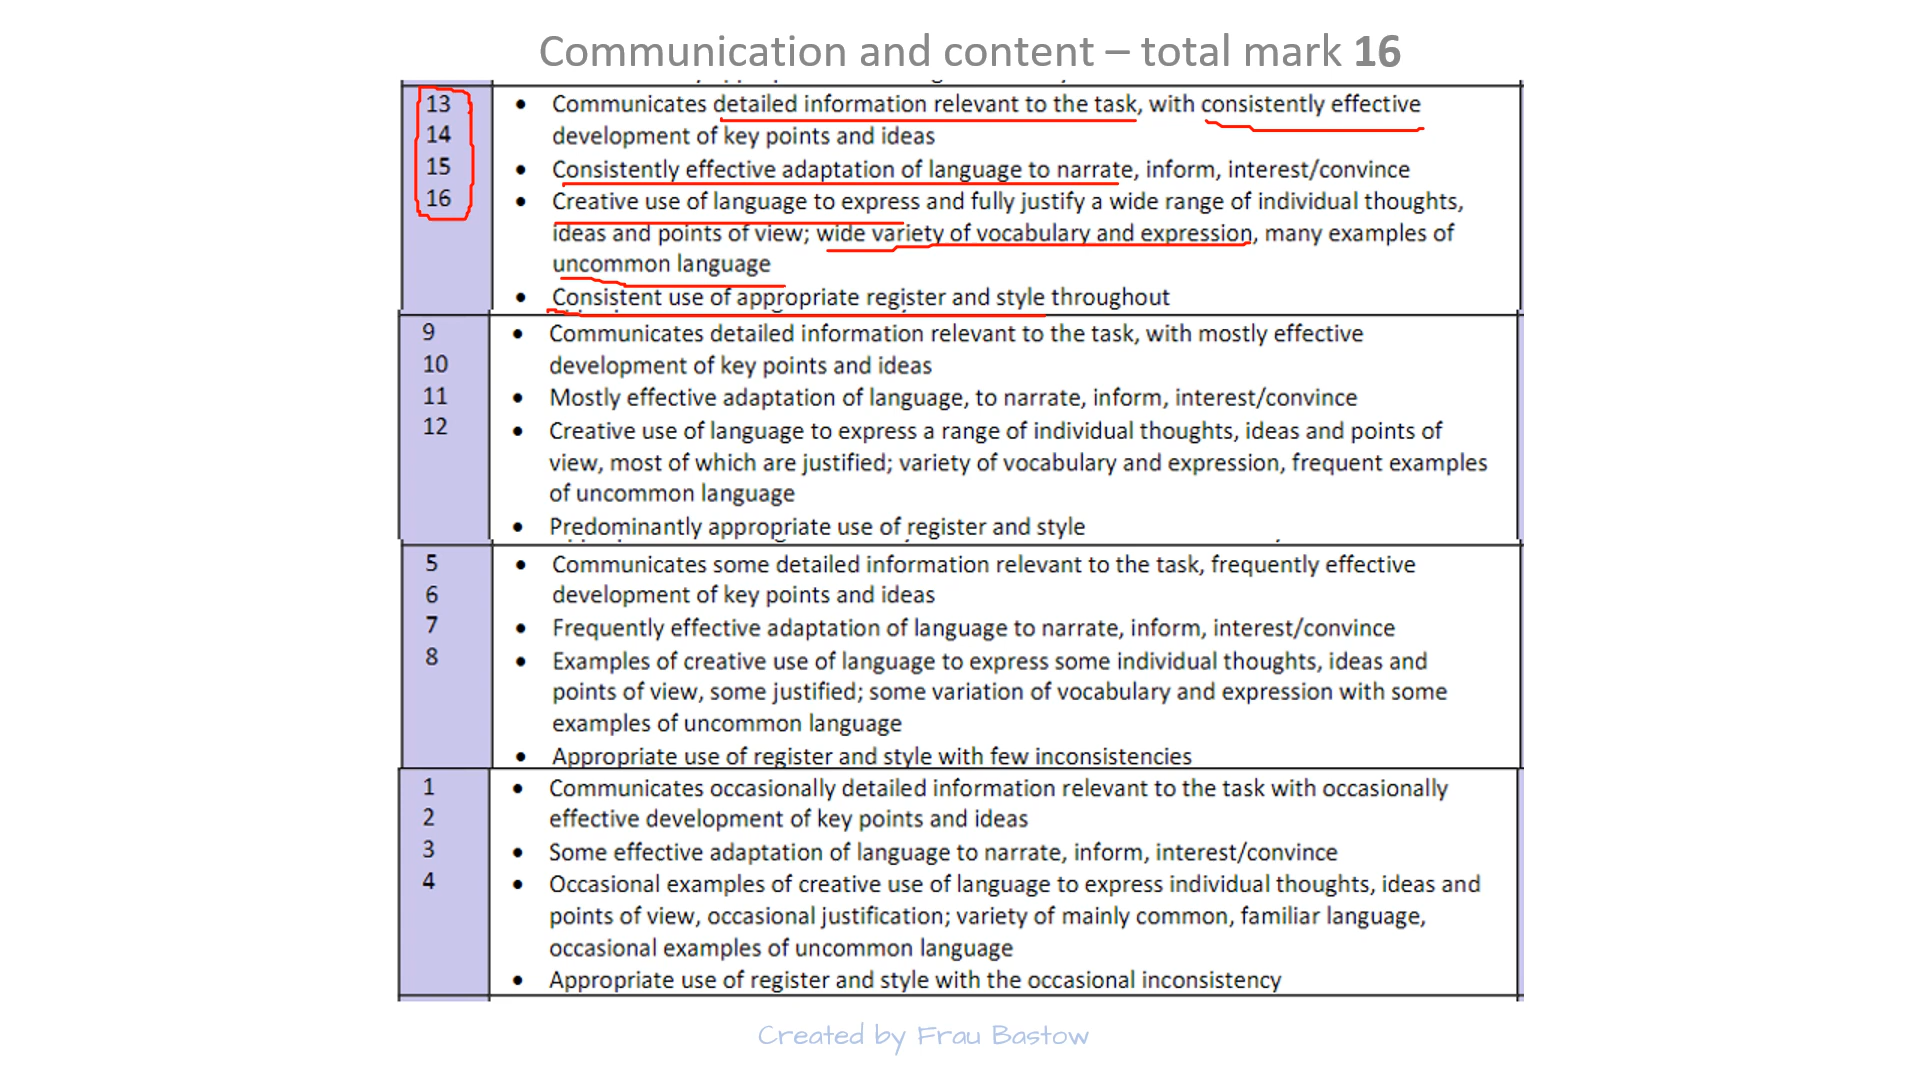 Communication and content – total mark 16
13
14
15
16
• Communicates detailed information relevant to the task, with consistently effective
development of key points and ideas
• Consistently effective adaptation of language to narrate, inform, interest/convince
• Creative use of language to express and fully justify a wide range of individual thoughts,
ideas and points of view; wide variety of vocabulary and expression, many examples of
uncommon language
• Consistent use of appropriate register and style throughout
9
10
11
12
• Communicates detailed information relevant to the task, with mostly effective
development of key points and ideas
• Mostly effective adaptation of language, to narrate, inform, interest/convince
• Creative use of language to express a range of individual thoughts, ideas and points of
view, most of which are justified; variety of vocabulary and expression, frequent examples
of uncommon language
• Predominantly appropriate use of register and style
5
6
7
8
• Communicates some detailed information relevant to the task, frequently effective
development of key points and ideas
• Frequently effective adaptation of language to narrate, inform, interest/convince
• Examples of creative use of language to express some individual thoughts, ideas and
points of view, some justified; some variation of vocabulary and expression with some
examples of uncommon language
• Appropriate use of register and style with few inconsistencies
1
2
3
4
• Communicates occasionally detailed information relevant to the task with occasionally
effective development of key points and ideas
• Some effective adaptation of language to narrate, inform, interest/convince
• Occasional examples of creative use of language to express individual thoughts, ideas and
points of view, occasional justification; variety of mainly common, familiar language,
occasional examples of uncommon language
• Appropriate use of register and style with the occasional inconsistency
Created by Frau Bastow